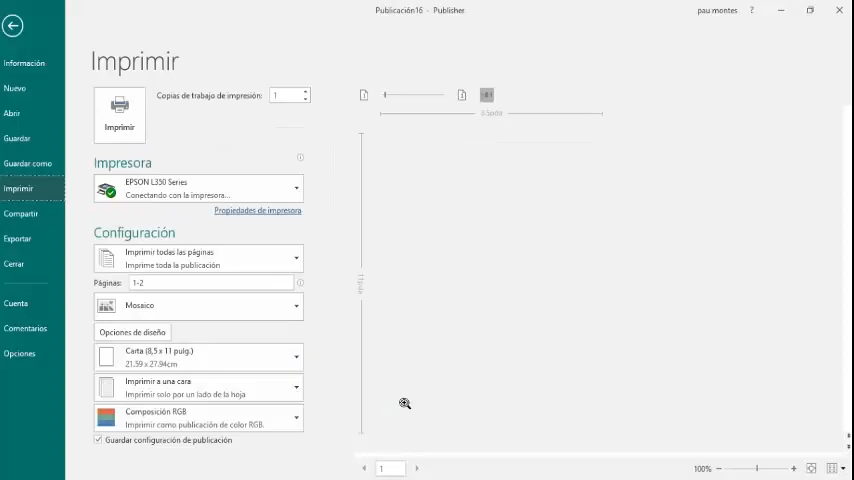 Publicación16 - Publisher
pau montes
?
Información
Nuevo
Abrir
Guardar
Guardar como
Imprimir
Compartir
Exportar
Cerrar
Cuenta
Comentarios
Opciones
Imprimir
Imprimir
Copias de trabajo de impresión: 1
Impresora
EPSON L350 Series
Conectando con la impresora...
Propiedades de impresora
Configuración
Imprimir todas las páginas
Imprime toda la publicación
Páginas: 1-2
Mosaico
Opciones de diseño
Carta (8,5 x 11 pulg.)
21.59 x 27.94cm
Imprimir a una cara
Imprimir solo por un lado de la hoja
Composición RGB
Imprimir como publicación de color RGB.
Guardar configuración de publicación
1
100%